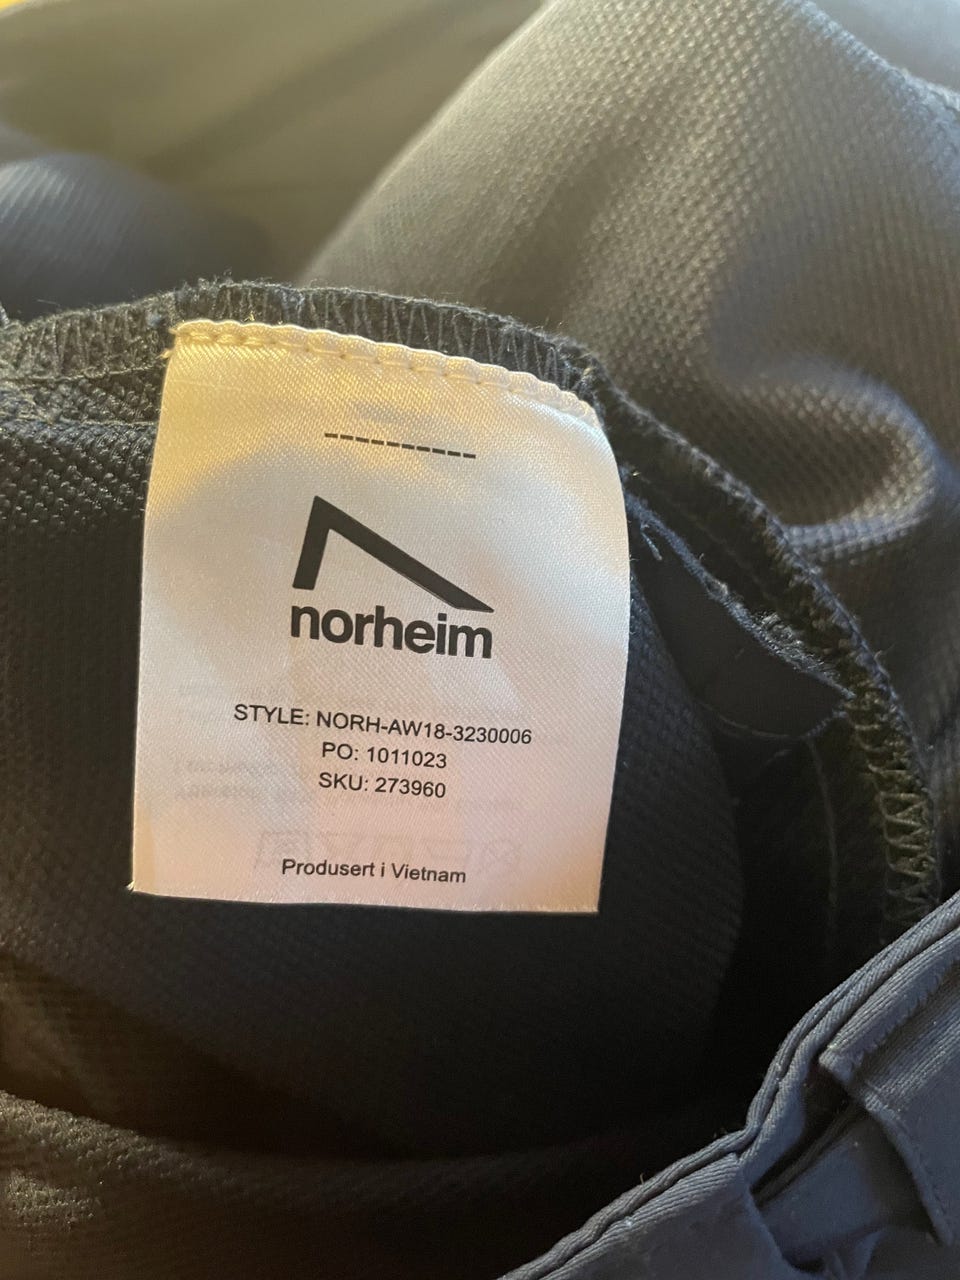 norheim
STYLE: NORH-AW18-3230006
PO: 1011023
SKU: 273960
Produsert i Vietnam